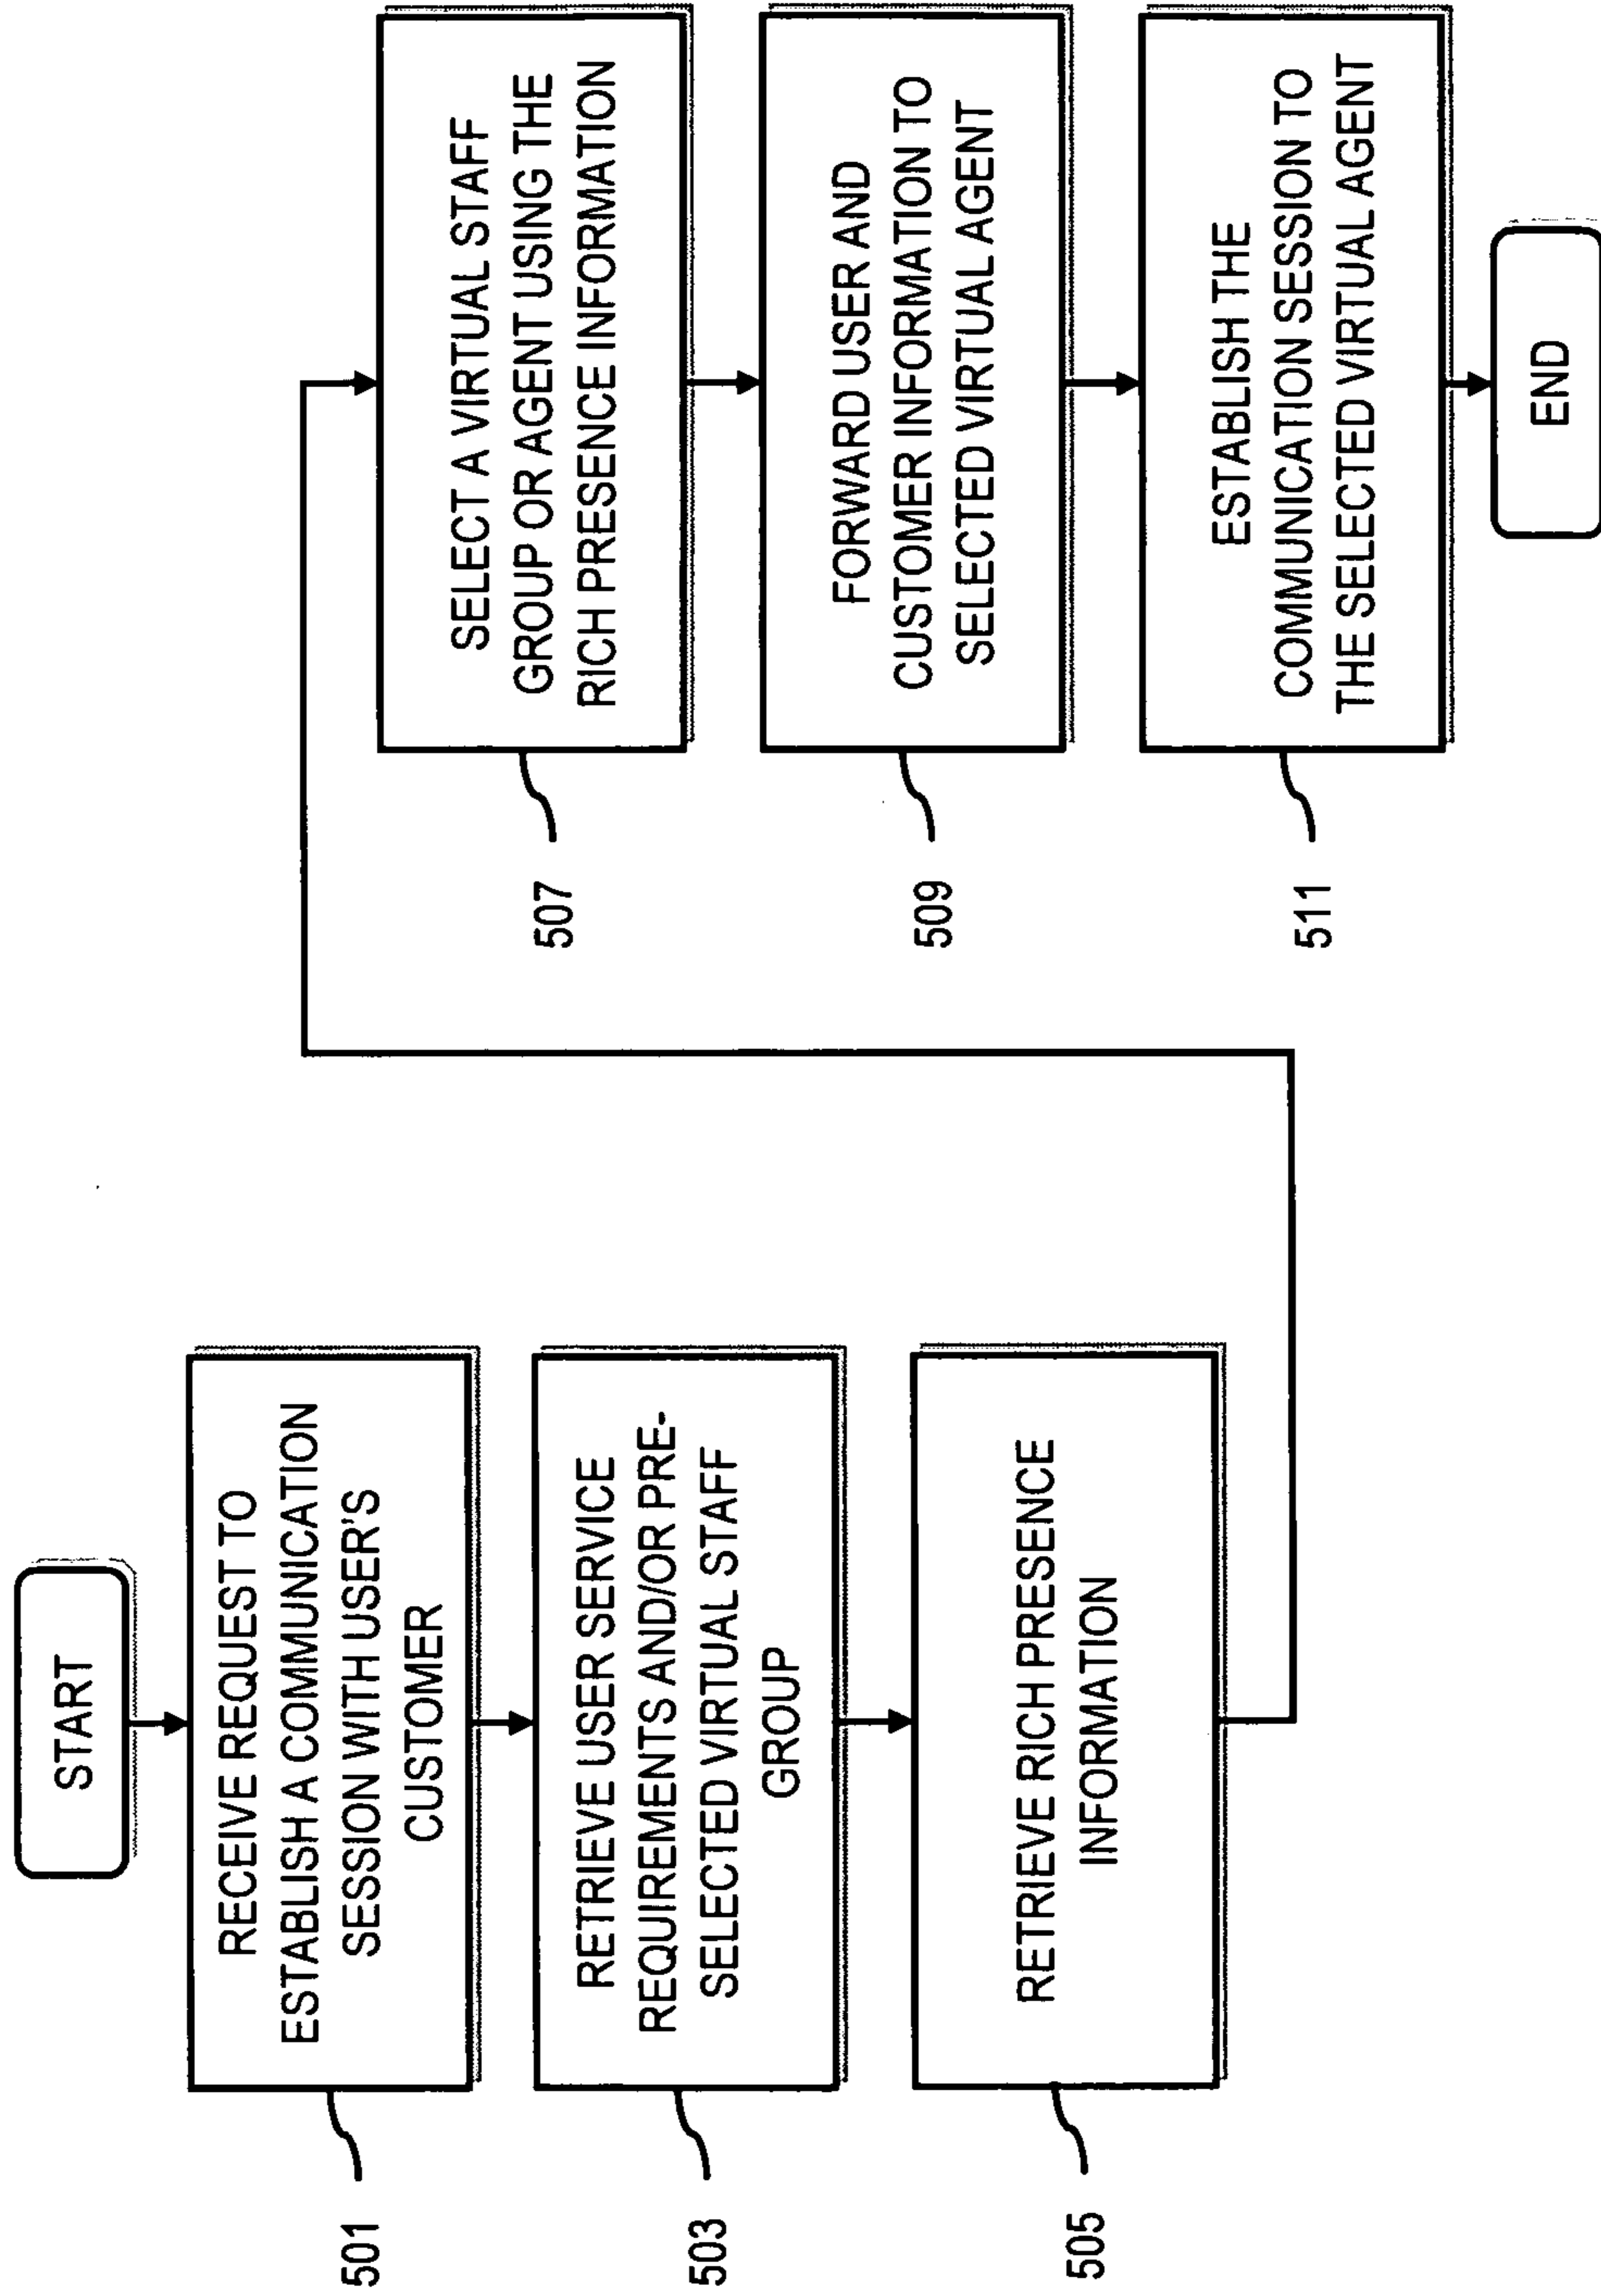 START
RECEIVE REQUEST TO
ESTABLISH A COMMUNICATION
SESSION WITH USER'S
CUSTOMER
501
RETRIEVE USER SERVICE
REQUIREMENTS AND/OR PRE-
SELECTED VIRTUAL STAFF
GROUP
503
RETRIEVE RICH PRESENCE
INFORMATION
505
SELECT A VIRTUAL STAFF
GROUP OR AGENT USING THE
RICH PRESENCE INFORMATION
507
FORWARD USER AND
CUSTOMER INFORMATION TO
SELECTED VIRTUAL AGENT
509
ESTABLISH THE
COMMUNICATION SESSION TO
THE SELECTED VIRTUAL AGENT
511
END